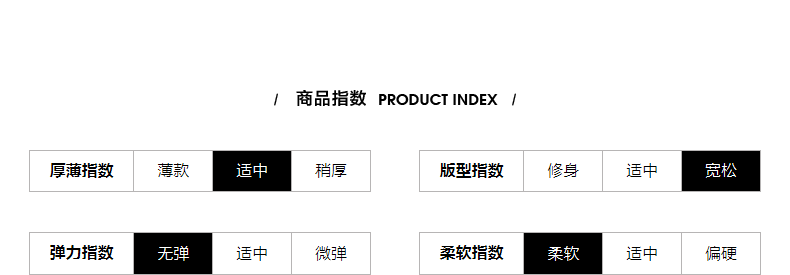 / 商品指数 PRODUCT INDEX /
厚薄指数 薄款 适中 稍厚 版型指数 修身 适中 宽松
弹力指数 无弹 适中 微弹 柔软指数 柔软 适中 偏硬